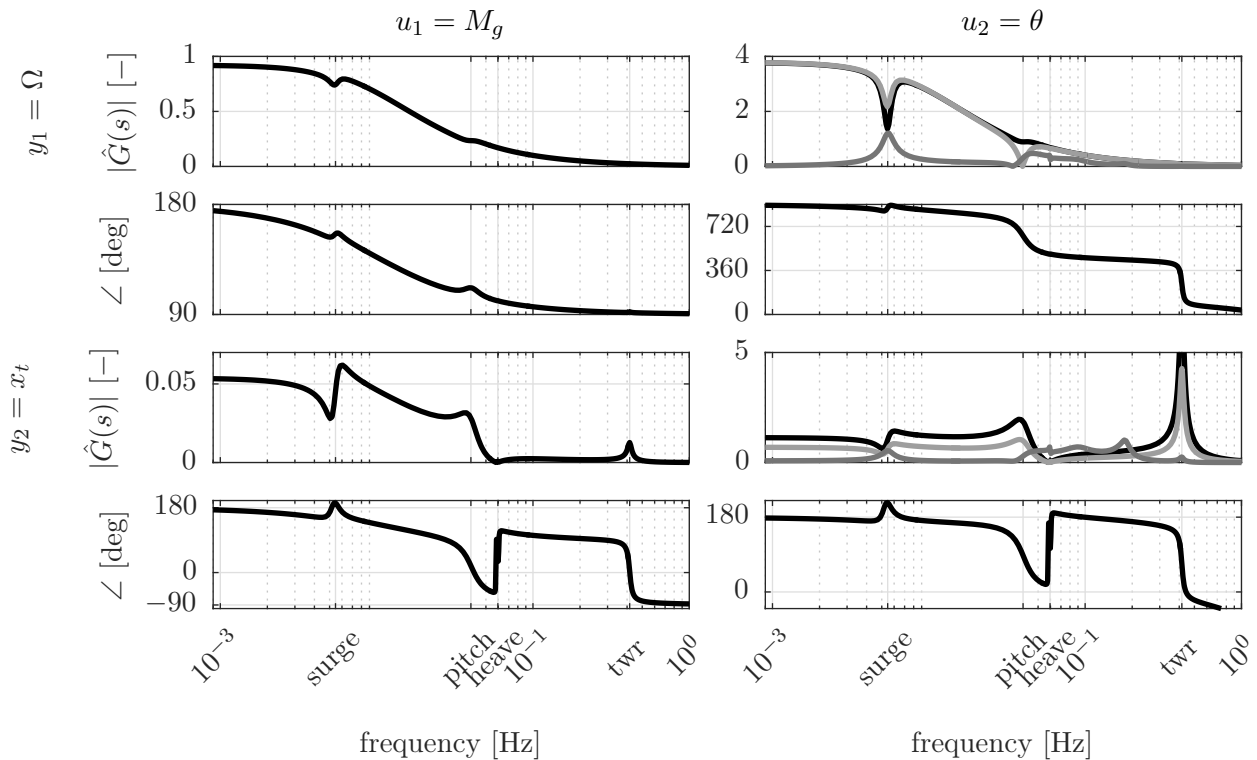 u₁ = M_g
u₂ = θ
y₁ = Ω
|Ĝ(s)| [−]
1
0.5
0
4
2
0
∠ [deg]
180
90
720
360
0
y₂ = x_t
|Ĝ(s)| [−]
0.05
0
5
0
∠ [deg]
180
0
−90
180
0
10⁻³ surge pitch heave 10⁻¹ twr 10⁰
10⁻³ surge pitch heave 10⁻¹ twr 10⁰
frequency [Hz]
frequency [Hz]